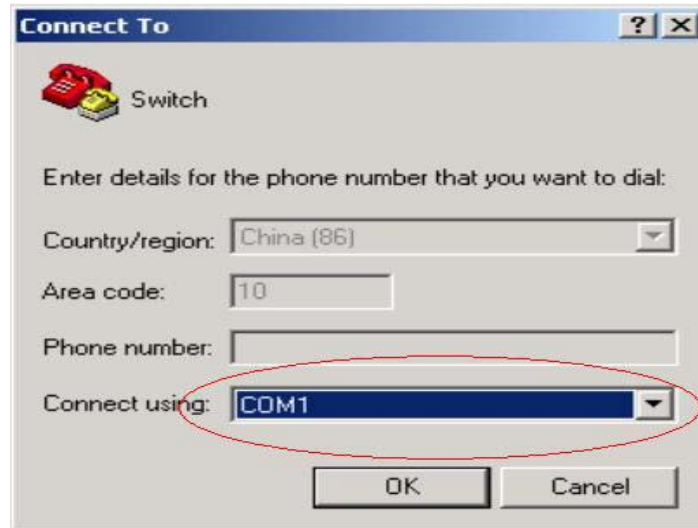 Connect To
Switch
Enter details for the phone number that you want to dial:
Country/region: China (86)
Area code: 10
Phone number:
Connect using: COM1
OK Cancel